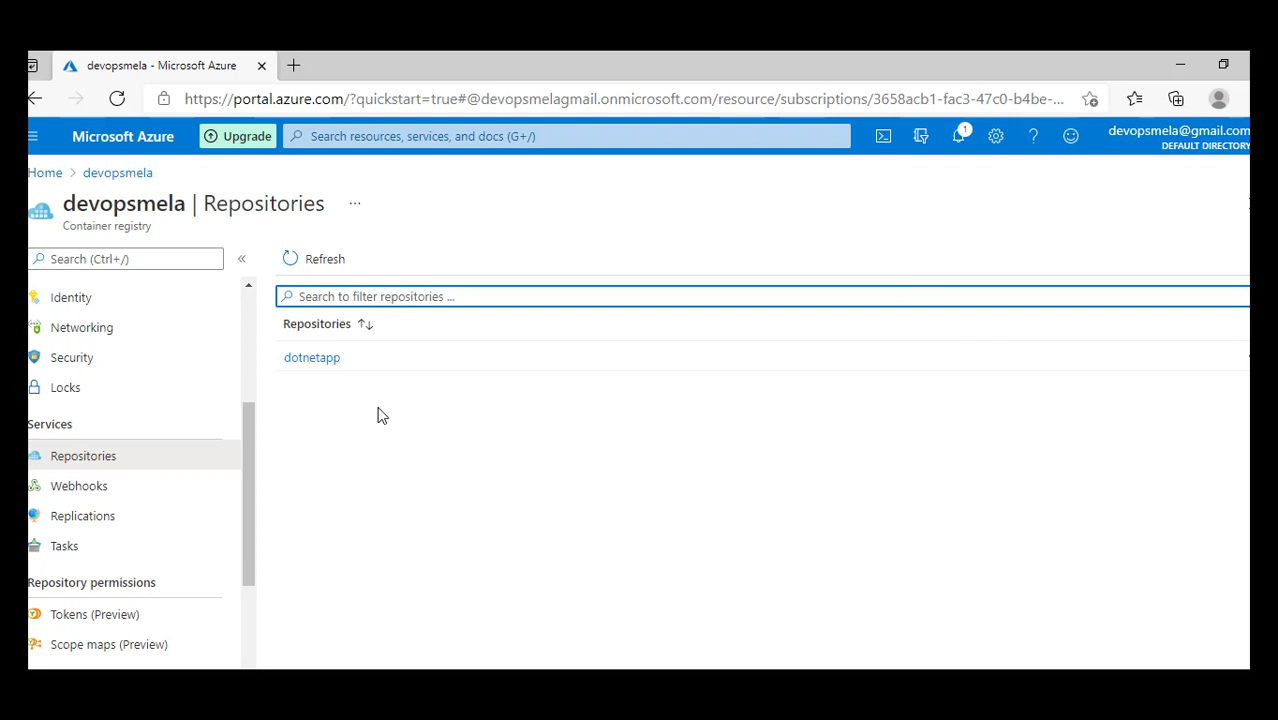 devopsmela - Microsoft Azure
https://portal.azure.com/?quickstart=true#@devopsmelagmail.onmicrosoft.com/resource/subscriptions/3658acb1-fac3-47c0-b4be-...
Microsoft Azure
Upgrade
Search resources, services, and docs (G+/)
1
devopsmela@gmail.com
DEFAULT DIRECTORY
Home > devopsmela
devopsmela | Repositories ...
Container registry
Search (Ctrl+/)
«
Refresh
Identity
Search to filter repositories ...
Networking
Repositories
Security
dotnetapp
Locks
Services
Repositories
Webhooks
Replications
Tasks
Repository permissions
Tokens (Preview)
Scope maps (Preview)